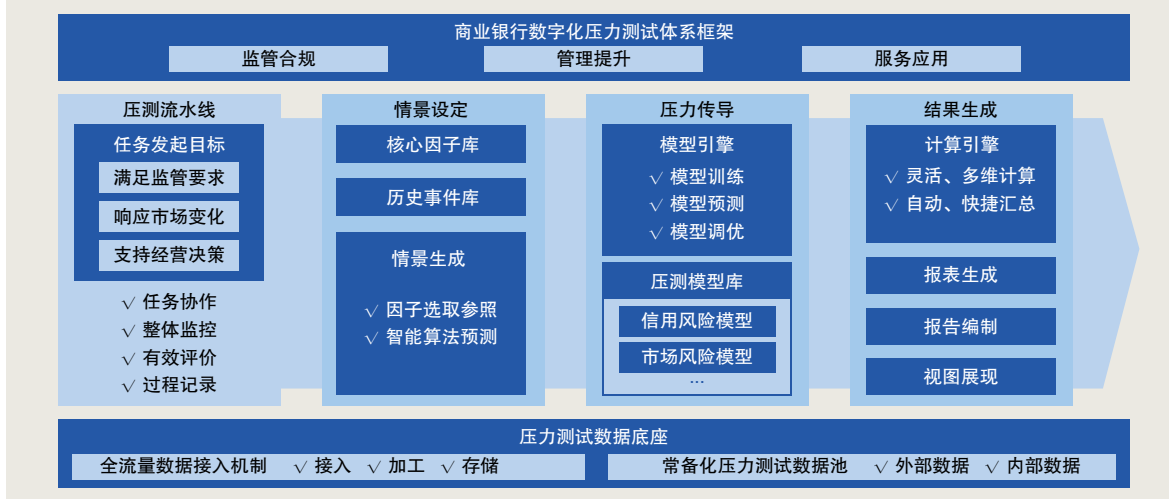 商业银行数字化压力测试体系框架
监管合规
管理提升
服务应用
压测流水线
任务发起目标
满足监管要求
响应市场变化
支持经营决策
√ 任务协作
√ 整体监控
√ 有效评价
√ 过程记录
情景设定
核心因子库
历史事件库
情景生成
√ 因子选取参照
√ 智能算法预测
压力传导
模型引擎
√ 模型训练
√ 模型预测
√ 模型调优
压测模型库
信用风险模型
市场风险模型
...
结果生成
计算引擎
√ 灵活、多维计算
√ 自动、快捷汇总
报表生成
报告编制
视图展现
压力测试数据底座
全流量数据接入机制 √ 接入 √ 加工 √ 存储
常备化压力测试数据池 √ 外部数据 √ 内部数据